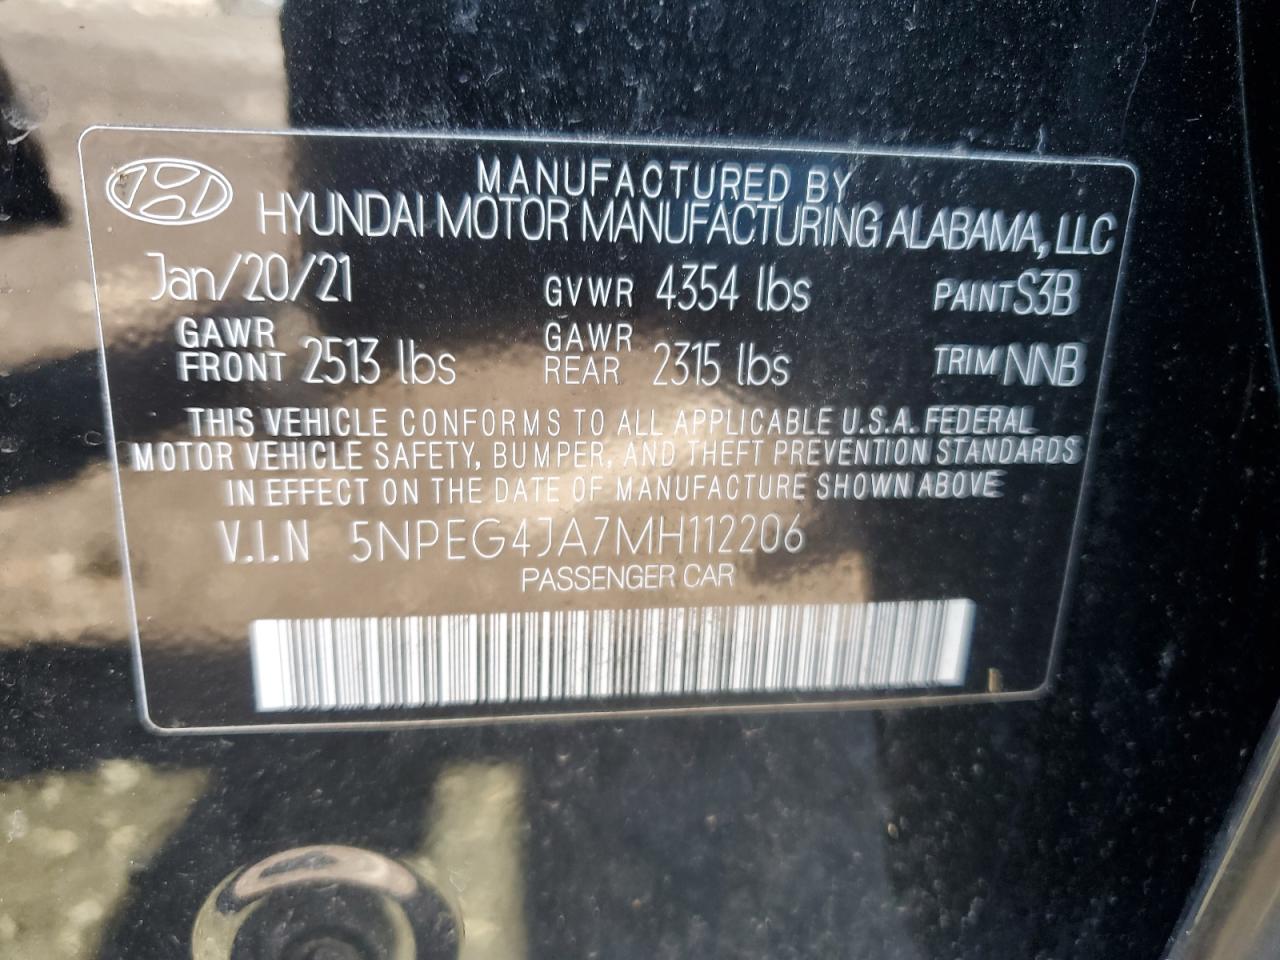 MANUFACTURED BY
HYUNDAI MOTOR MANUFACTURING ALABAMA, LLC
Jan/20/21 GVWR 4354 lbs PAINT S3B
GAWR FRONT 2513 lbs GAWR REAR 2315 lbs TRIM NNB
THIS VEHICLE CONFORMS TO ALL APPLICABLE U.S.A. FEDERAL
MOTOR VEHICLE SAFETY, BUMPER, AND THEFT PREVENTION STANDARDS
IN EFFECT ON THE DATE OF MANUFACTURE SHOWN ABOVE
V.I.N 5NPEG4JA7MH112206
PASSENGER CAR